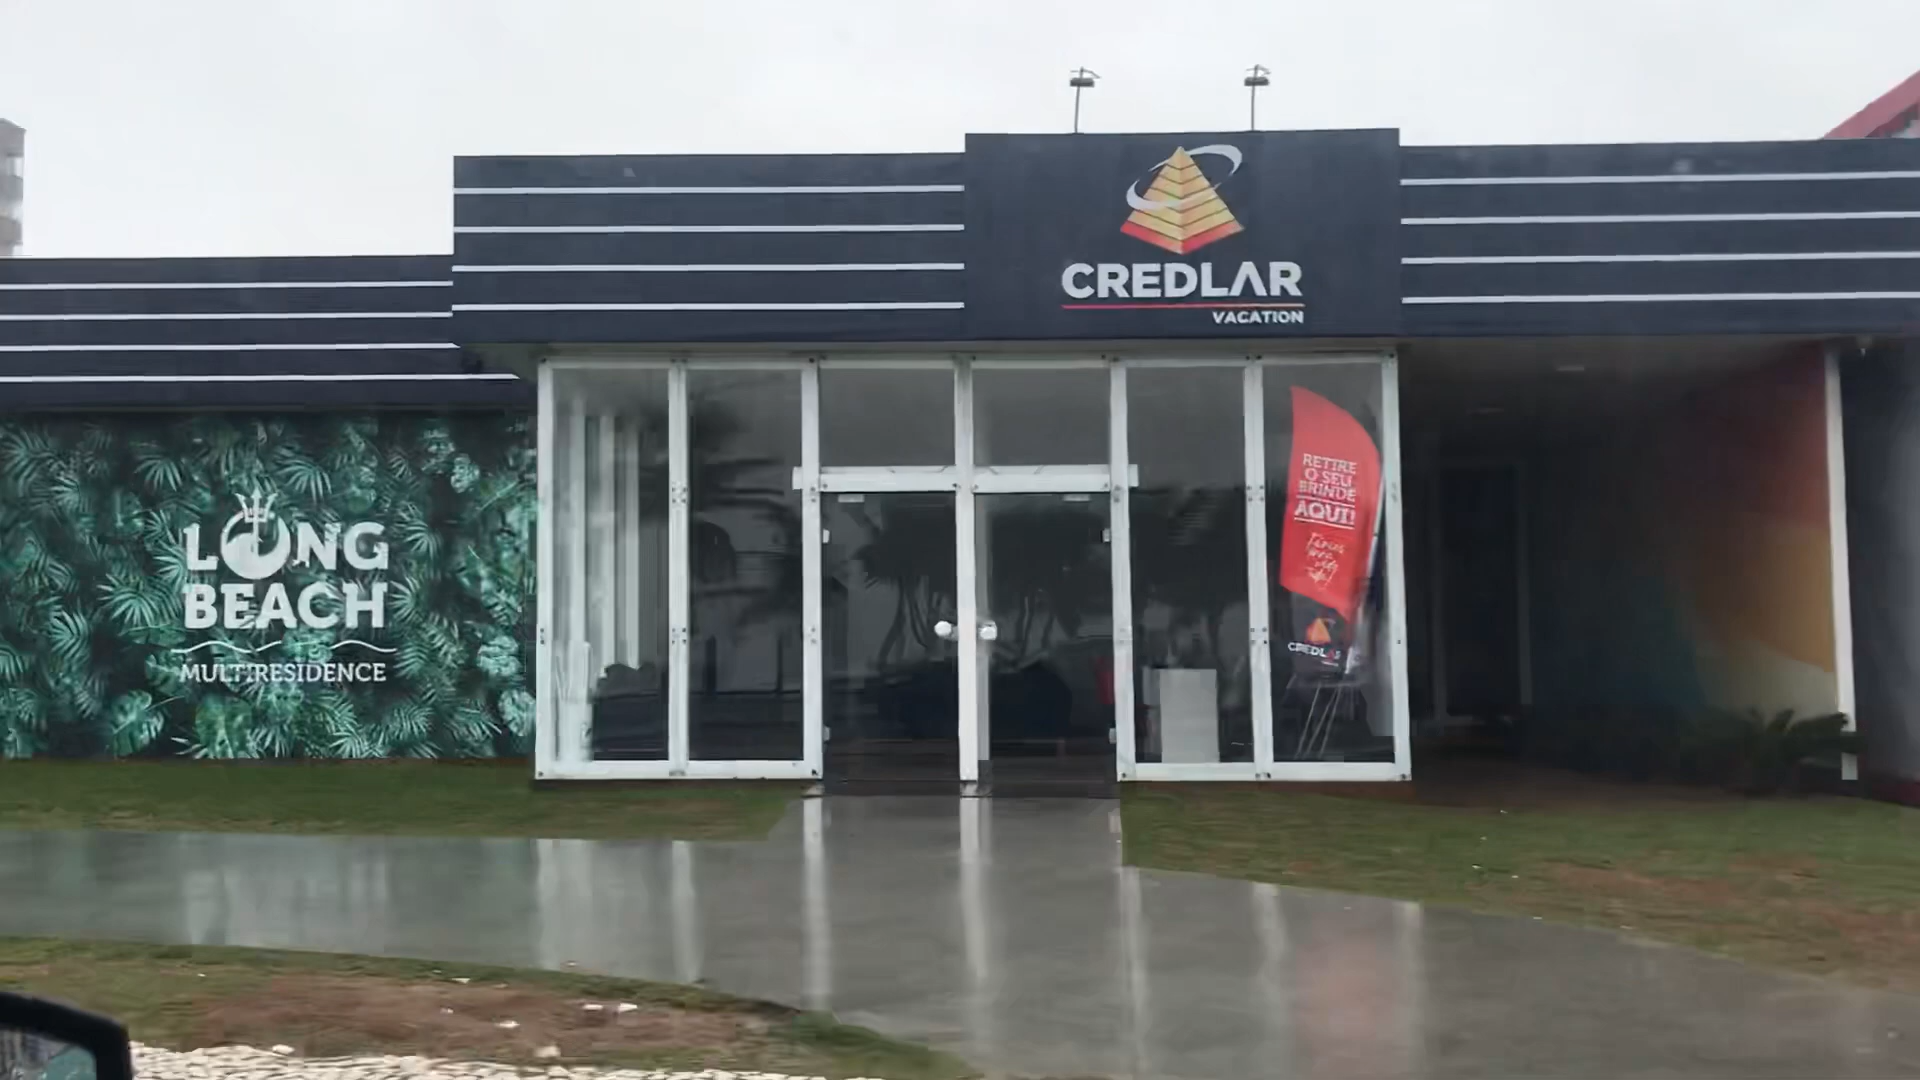 CREDLAR
VACATION
LONG
BEACH
MULTIRESIDENCE
RETIRE
O SEU
BRINDE
AQUI!
CREDLAR